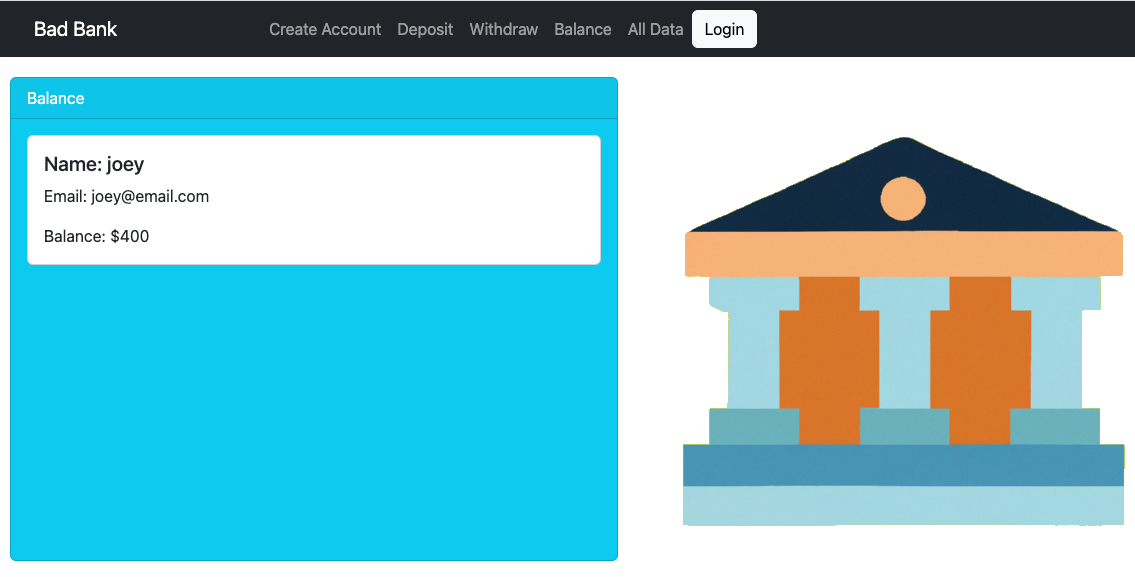 Bad Bank Create Account Deposit Withdraw Balance All Data Login
Balance
Name: joey
Email: joey@email.com
Balance: $400